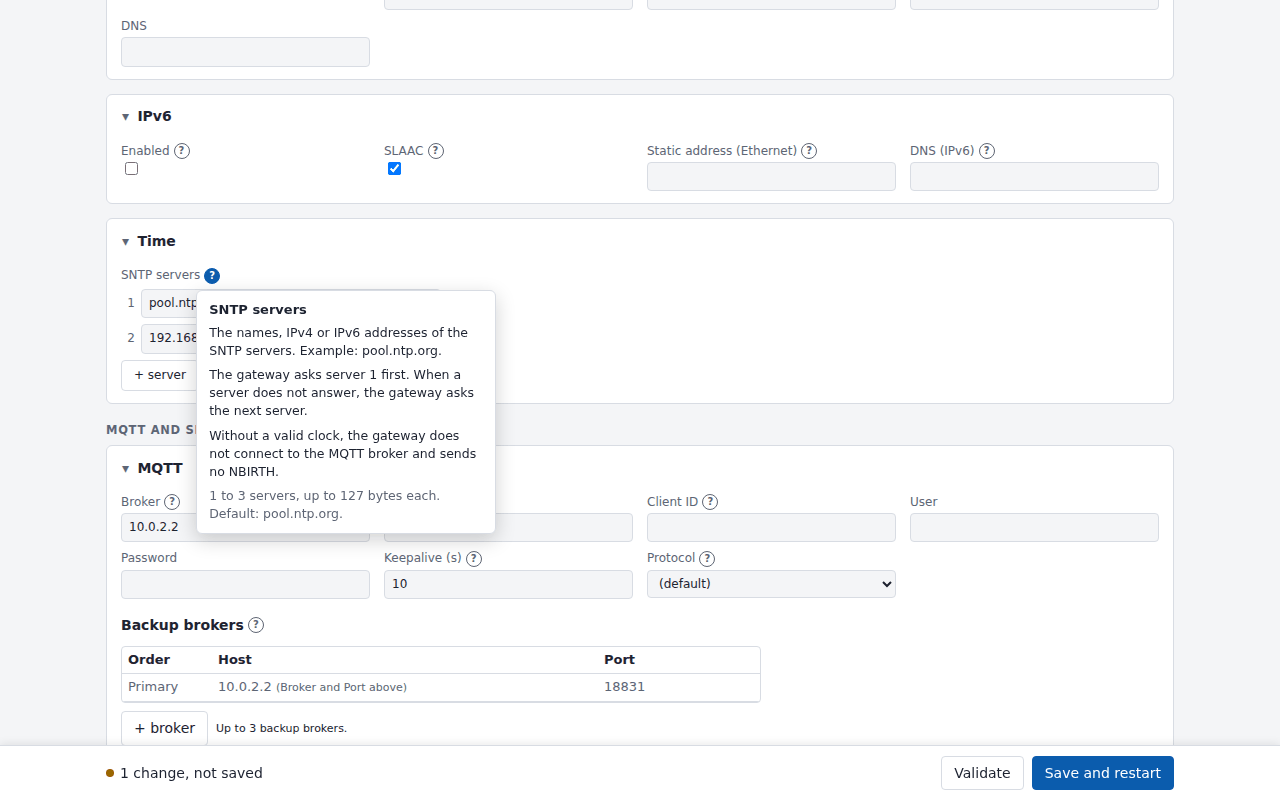 DNS
▼ IPv6
Enabled ?
SLAAC ?
Static address (Ethernet) ?
DNS (IPv6) ?
▼ Time
SNTP servers ?
1 pool.ntp
2 192.168
+ server
SNTP servers
The names, IPv4 or IPv6 addresses of the
SNTP servers. Example: pool.ntp.org.
The gateway asks server 1 first. When a
server does not answer, the gateway asks
the next server.
Without a valid clock, the gateway does
not connect to the MQTT broker and sends
no NBIRTH.
1 to 3 servers, up to 127 bytes each.
Default: pool.ntp.org.
MQTT AND
▼ MQTT
Broker ?
Client ID ?
User
10.0.2.2
Password
Keepalive (s) ?
Protocol ?
10
(default)
Backup brokers ?
Order Host Port
Primary 10.0.2.2 (Broker and Port above) 18831
+ broker Up to 3 backup brokers.
1 change, not saved
Validate
Save and restart